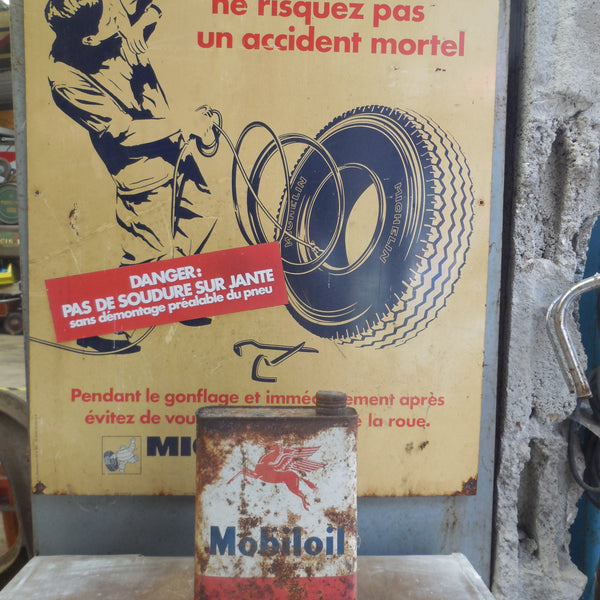 ne risquez pas
un accident mortel
MICHELIN
MICHELIN
DANGER:
PAS DE SOUDURE SUR JANTE
sans démontage préalable du pneu
Pendant le gonflage et immé ement après
évitez de vou e la roue.
MIC
Mobiloil